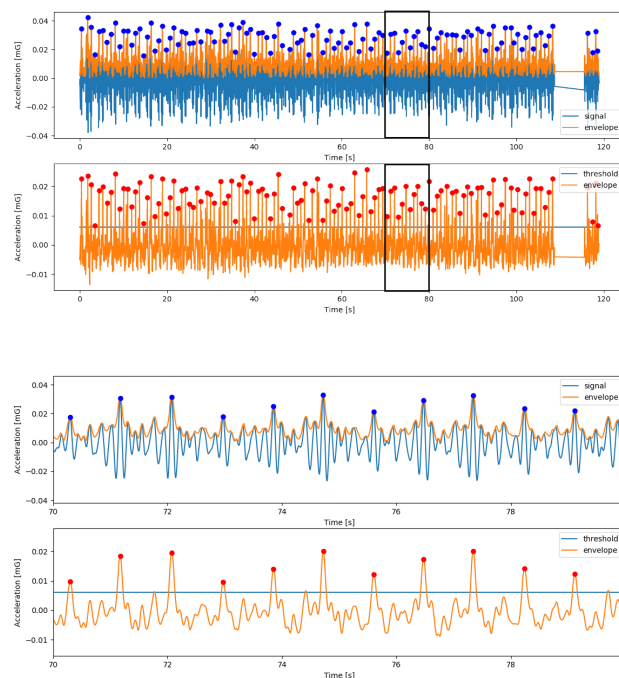 Acceleration [mG]
0.04
0.02
0.00
−0.02
−0.04
signal
envelope
0 20 40 60 80 100 120
Time [s]
Acceleration [mG]
0.02
0.01
0.00
−0.01
threshold
envelope
0 20 40 60 80 100 120
Time [s]
Acceleration [mG]
0.04
0.02
0.00
−0.02
−0.04
signal
envelope
70 72 74 76 78
Time [s]
Acceleration [mG]
0.02
0.01
0.00
−0.01
threshold
envelope
70 72 74 76 78
Time [s]